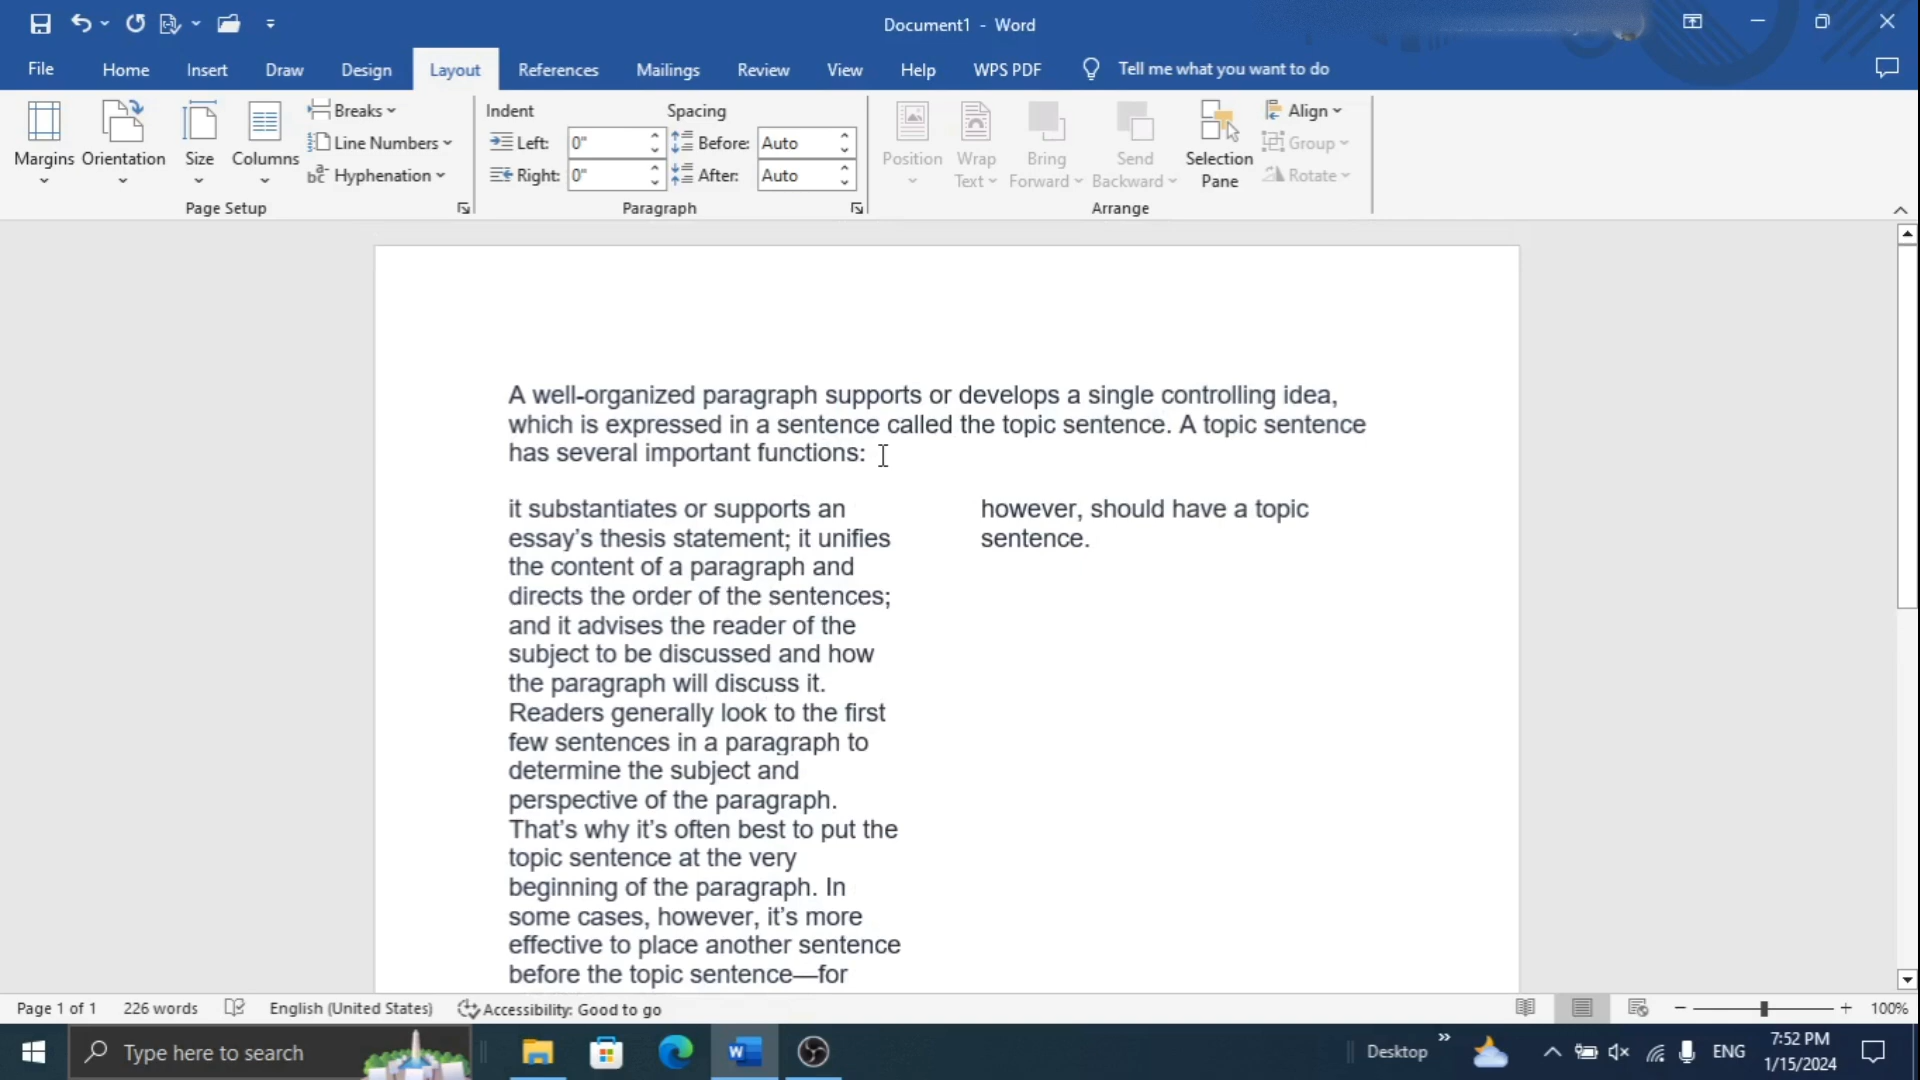 Document1 - Word
File
Home
Insert
Draw
Design
Layout
References
Mailings
Review
View
Help
WPS PDF
Tell me what you want to do
Margins
Orientation
Size
Columns
Breaks
Line Numbers
Hyphenation
Page Setup
Indent
Left: 0"
Right: 0"
Spacing
Before: Auto
After: Auto
Paragraph
Position
Wrap Text
Bring Forward
Send Backward
Selection Pane
Align
Group
Rotate
Arrange
A well-organized paragraph supports or develops a single controlling idea,
which is expressed in a sentence called the topic sentence. A topic sentence
has several important functions:
it substantiates or supports an
essay’s thesis statement; it unifies
the content of a paragraph and
directs the order of the sentences;
and it advises the reader of the
subject to be discussed and how
the paragraph will discuss it.
Readers generally look to the first
few sentences in a paragraph to
determine the subject and
perspective of the paragraph.
That’s why it’s often best to put the
topic sentence at the very
beginning of the paragraph. In
some cases, however, it’s more
effective to place another sentence
before the topic sentence—for
however, should have a topic
sentence.
Page 1 of 1
226 words
English (United States)
Accessibility: Good to go
100%
Type here to search
Desktop
ENG
7:52 PM
1/15/2024